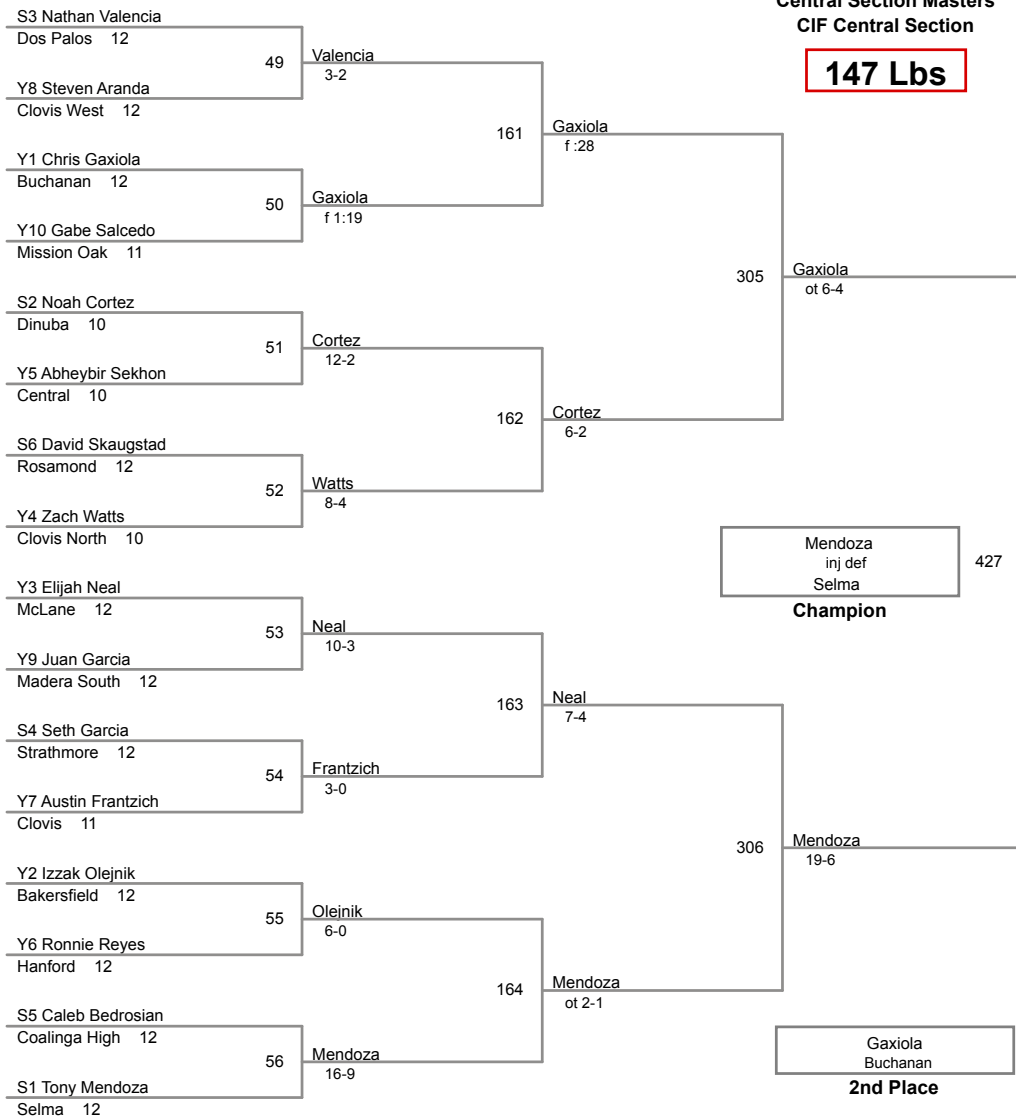 Central Section Masters
CIF Central Section
147 Lbs
S3 Nathan Valencia
Dos Palos 12
49
Valencia
3-2
Y8 Steven Aranda
Clovis West 12
161
Gaxiola
f :28
Y1 Chris Gaxiola
Buchanan 12
50
Gaxiola
f 1:19
Y10 Gabe Salcedo
Mission Oak 11
305
Gaxiola
ot 6-4
S2 Noah Cortez
Dinuba 10
51
Cortez
12-2
Y5 Abheybir Sekhon
Central 10
162
Cortez
6-2
S6 David Skaugstad
Rosamond 12
52
Watts
8-4
Y4 Zach Watts
Clovis North 10
Mendoza
inj def
Selma
427
Champion
Y3 Elijah Neal
McLane 12
53
Neal
10-3
Y9 Juan Garcia
Madera South 12
163
Neal
7-4
S4 Seth Garcia
Strathmore 12
54
Frantzich
3-0
Y7 Austin Frantzich
Clovis 11
306
Mendoza
19-6
Y2 Izzak Olejnik
Bakersfield 12
55
Olejnik
6-0
Y6 Ronnie Reyes
Hanford 12
164
Mendoza
ot 2-1
S5 Caleb Bedrosian
Coalinga High 12
56
Mendoza
16-9
S1 Tony Mendoza
Selma 12
Gaxiola
Buchanan
2nd Place